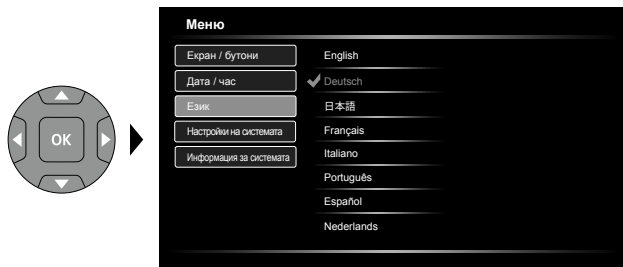 Меню
Екран / бутони
Дата / час
Език
Настройки на системата
Информация за системата
English
Deutsch
日本語
Français
Italiano
Português
Español
Nederlands
OK